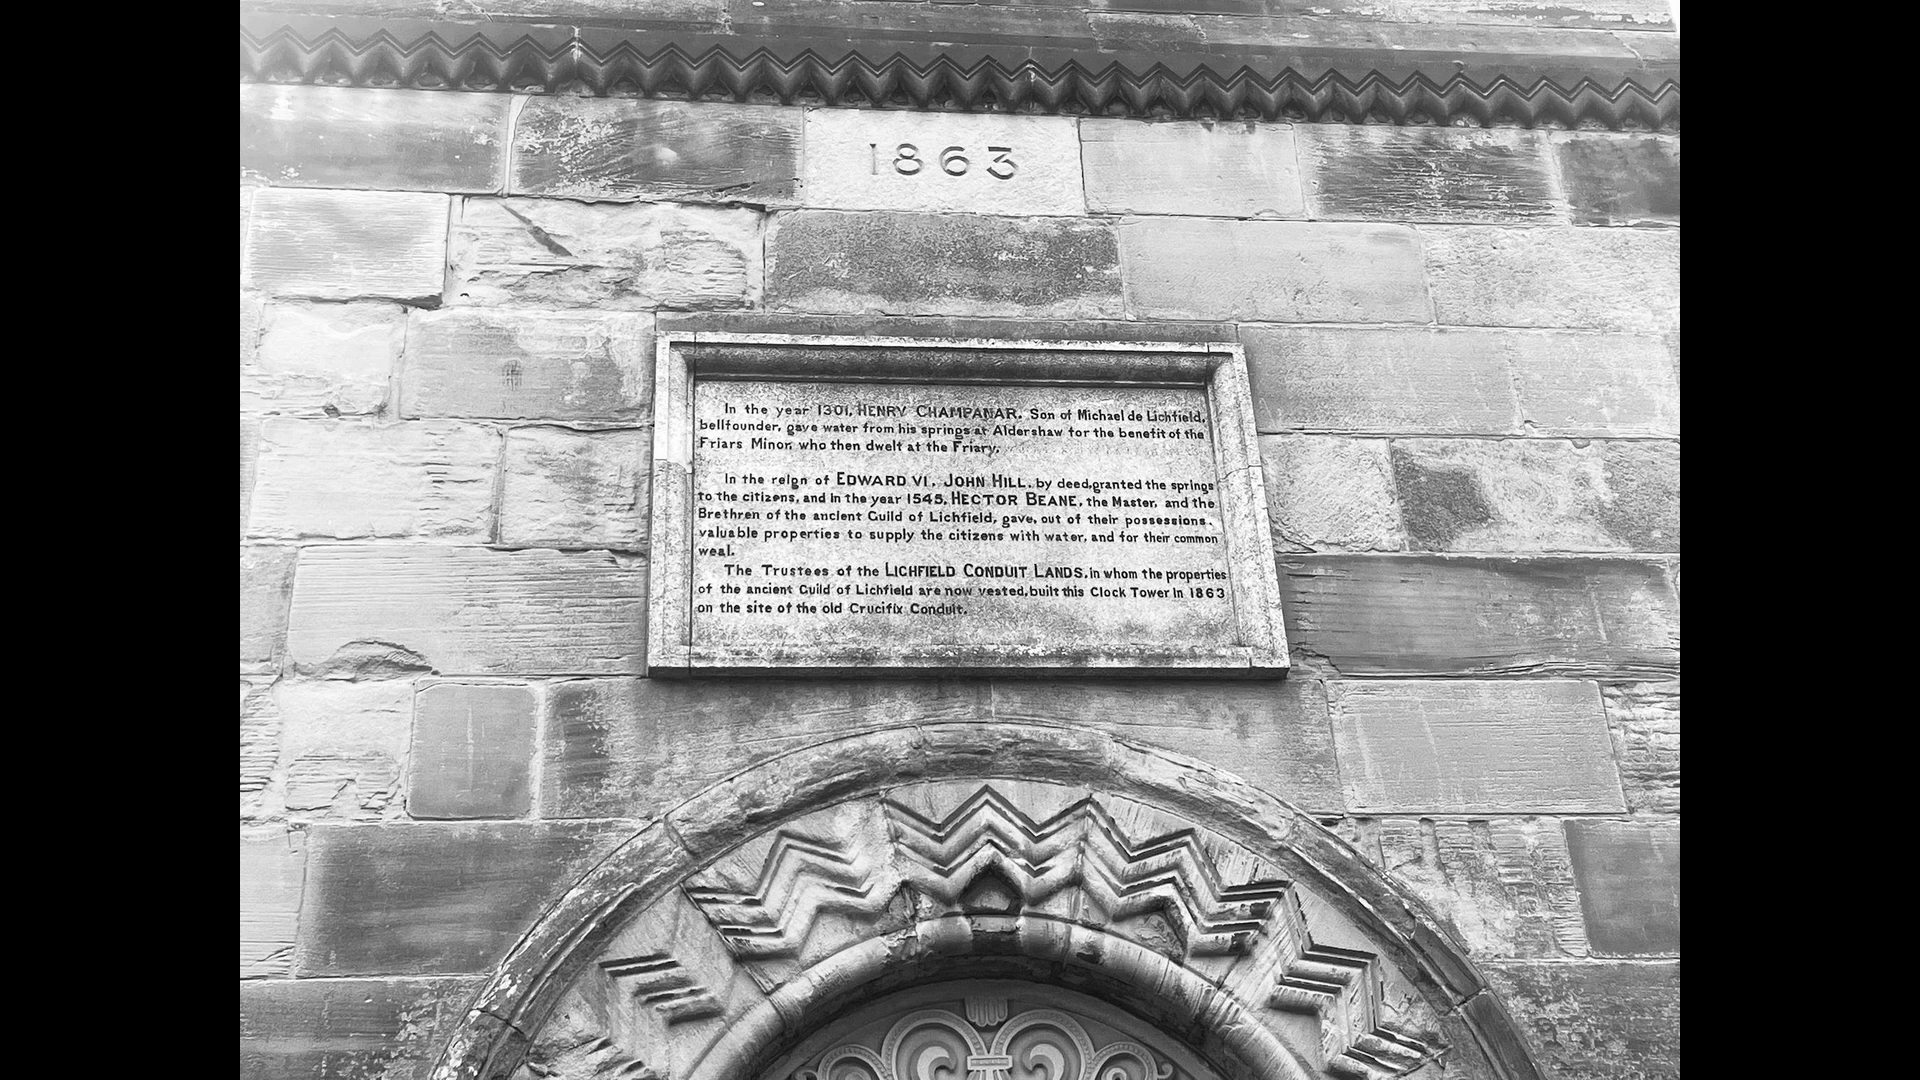 1863
In the year 1301, HENRY CHAMPANAR. Son of Michael de Lichfield,
bellfounder, gave water from his springs at Aldershaw for the benefit of the
Friars Minor, who then dwelt at the Friary.
In the reign of EDWARD VI. JOHN HILL, by deed, granted the springs
to the citizens, and in the year 1545, HECTOR BEANE, the Master, and the
Brethren of the ancient Guild of Lichfield, gave, out of their possessions,
valuable properties to supply the citizens with water, and for their common
weal.
The Trustees of the LICHFIELD CONDUIT LANDS, in whom the properties
of the ancient Guild of Lichfield are now vested, built this Clock Tower in 1863
on the site of the old Crucifix Conduit.